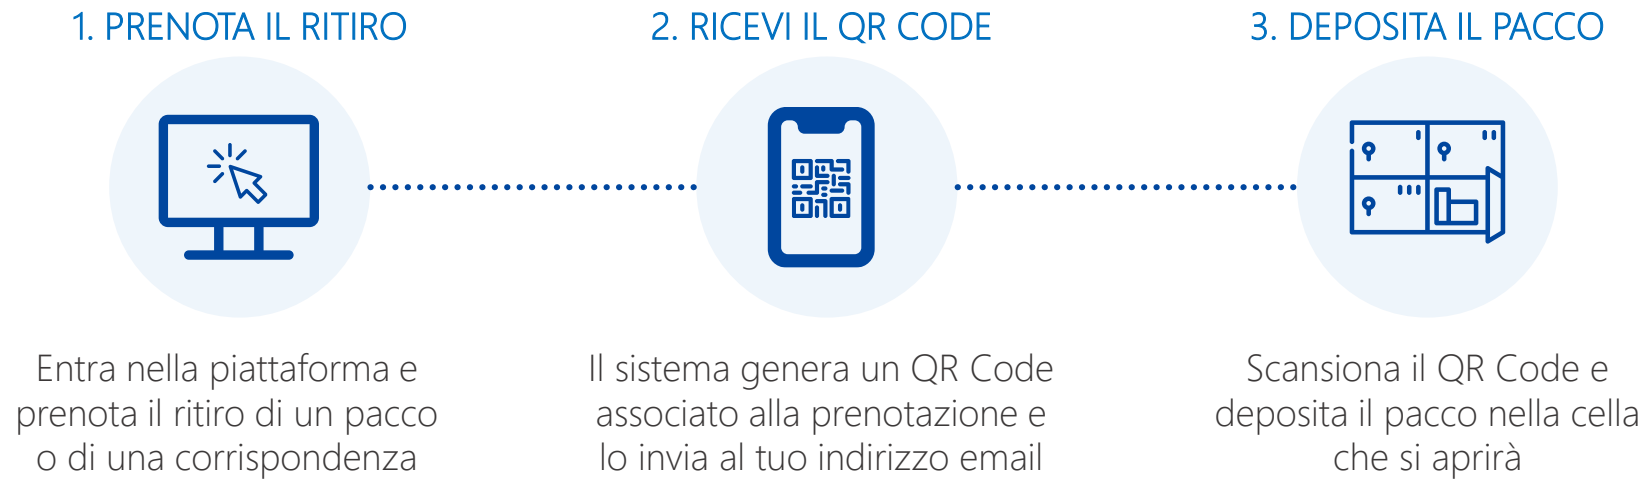 1. PRENOTA IL RITIRO
Entra nella piattaforma e
prenota il ritiro di un pacco
o di una corrispondenza
2. RICEVI IL QR CODE
Il sistema genera un QR Code
associato alla prenotazione e
lo invia al tuo indirizzo email
3. DEPOSITA IL PACCO
Scansiona il QR Code e
deposita il pacco nella cella
che si aprirà